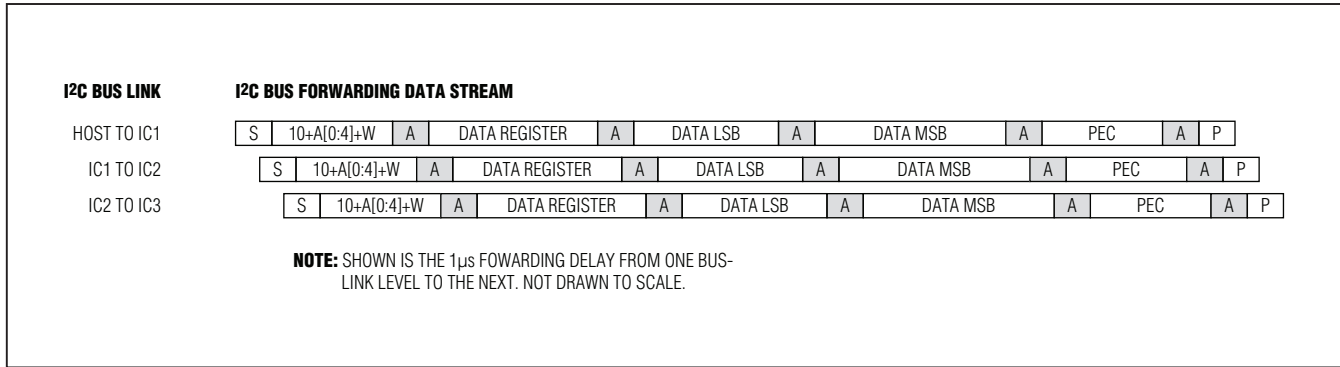 I²C BUS LINK I²C BUS FORWARDING DATA STREAM
HOST TO IC1 S 10+A[0:4]+W A DATA REGISTER A DATA LSB A DATA MSB A PEC A P
IC1 TO IC2 S 10+A[0:4]+W A DATA REGISTER A DATA LSB A DATA MSB A PEC A P
IC2 TO IC3 S 10+A[0:4]+W A DATA REGISTER A DATA LSB A DATA MSB A PEC A P
NOTE: SHOWN IS THE 1µs FOWARDING DELAY FROM ONE BUS-
LINK LEVEL TO THE NEXT. NOT DRAWN TO SCALE.